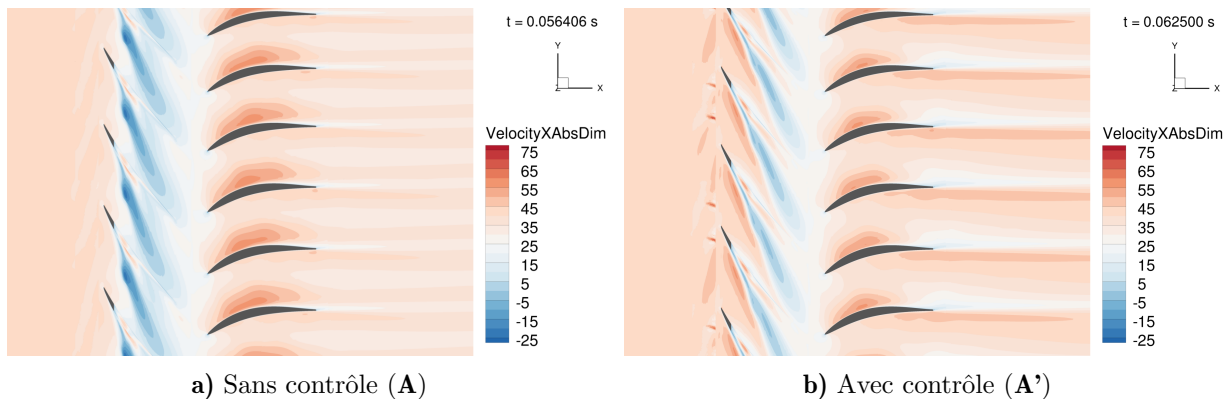 t = 0.056406 s
Y
Z
X
VelocityXAbsDim
75
65
55
45
35
25
15
5
-5
-15
-25
a) Sans contrôle (A)
t = 0.062500 s
Y
Z
X
VelocityXAbsDim
75
65
55
45
35
25
15
5
-5
-15
-25
b) Avec contrôle (A’)